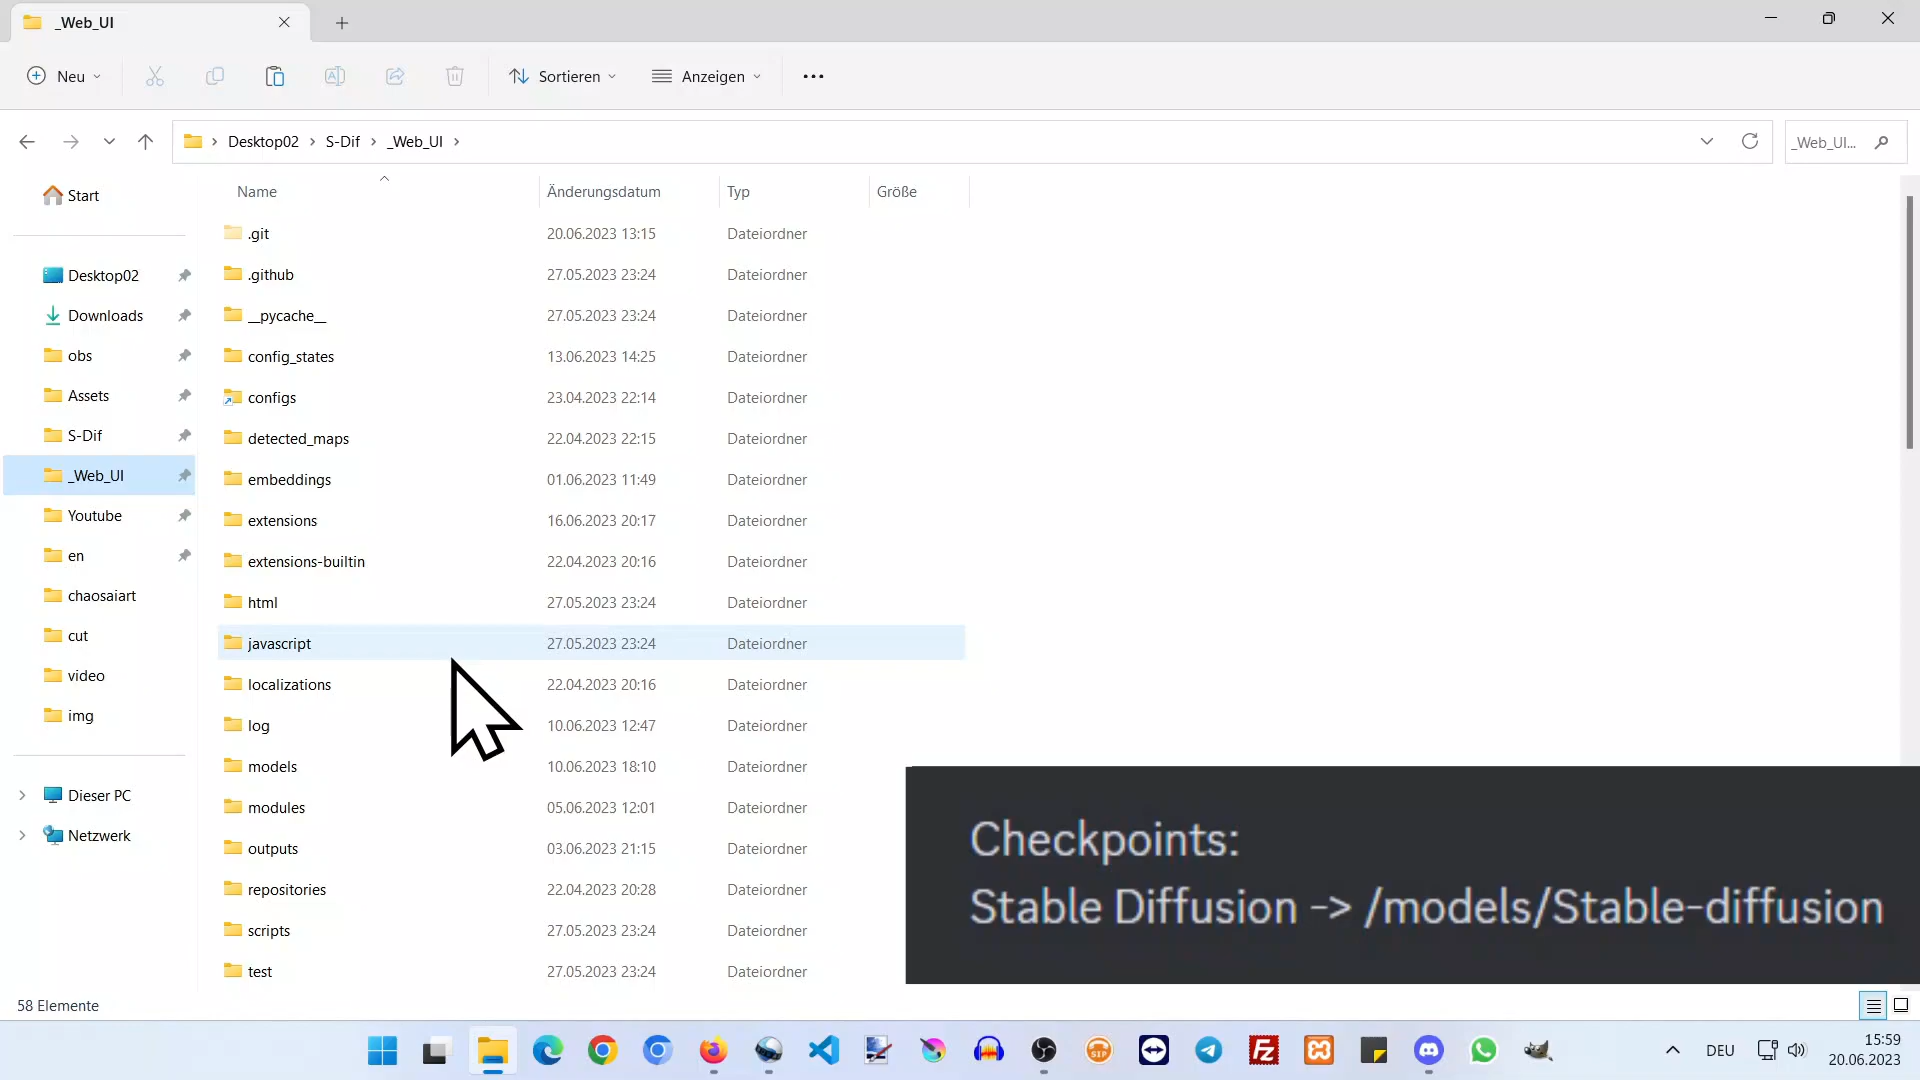 _Web_UI
Neu
Sortieren
Anzeigen
Desktop02 > S-Dif > _Web_UI >
_Web_UI...
Start
Desktop02
Downloads
obs
Assets
S-Dif
_Web_UI
Youtube
en
chaosaiart
cut
video
img
Dieser PC
Netzwerk
Name Änderungsdatum Typ Größe
.git 20.06.2023 13:15 Dateiordner
.github 27.05.2023 23:24 Dateiordner
__pycache__ 27.05.2023 23:24 Dateiordner
config_states 13.06.2023 14:25 Dateiordner
configs 23.04.2023 22:14 Dateiordner
detected_maps 22.04.2023 22:15 Dateiordner
embeddings 01.06.2023 11:49 Dateiordner
extensions 16.06.2023 20:17 Dateiordner
extensions-builtin 22.04.2023 20:16 Dateiordner
html 27.05.2023 23:24 Dateiordner
javascript 27.05.2023 23:24 Dateiordner
localizations 22.04.2023 20:16 Dateiordner
log 10.06.2023 12:47 Dateiordner
models 10.06.2023 18:10 Dateiordner
modules 05.06.2023 12:01 Dateiordner
outputs 03.06.2023 21:15 Dateiordner
repositories 22.04.2023 20:28 Dateiordner
scripts 27.05.2023 23:24 Dateiordner
test 27.05.2023 23:24 Dateiordner
Checkpoints:
Stable Diffusion -> /models/Stable-diffusion
58 Elemente
SIP
FZ
DEU
15:59
20.06.2023